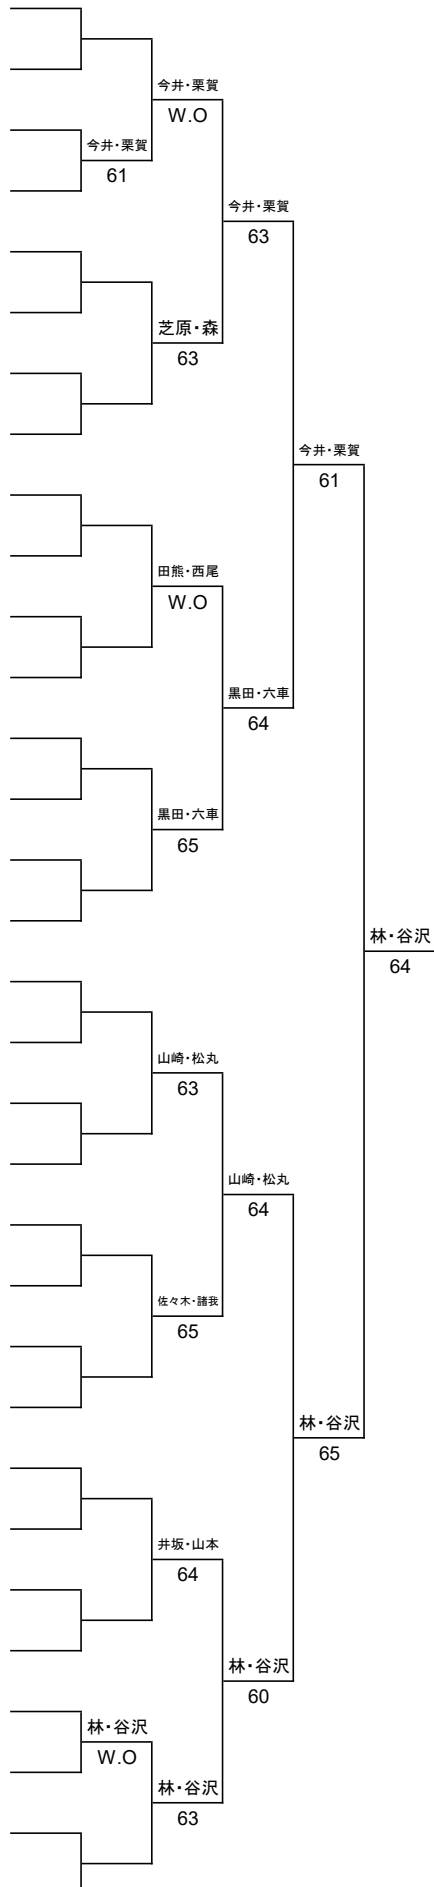 今井・栗賀
W.O
今井・栗賀
61
今井・栗賀
63
芝原・森
63
今井・栗賀
61
田熊・西尾
W.O
黒田・六車
64
黒田・六車
65
林・谷沢
64
山崎・松丸
63
山崎・松丸
64
佐々木・諸我
65
林・谷沢
65
井坂・山本
64
林・谷沢
60
林・谷沢
W.O
林・谷沢
63